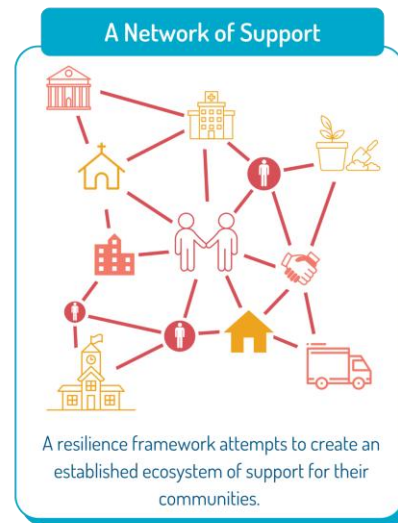 A Network of Support
A resilience framework attempts to create an
established ecosystem of support for their
communities.